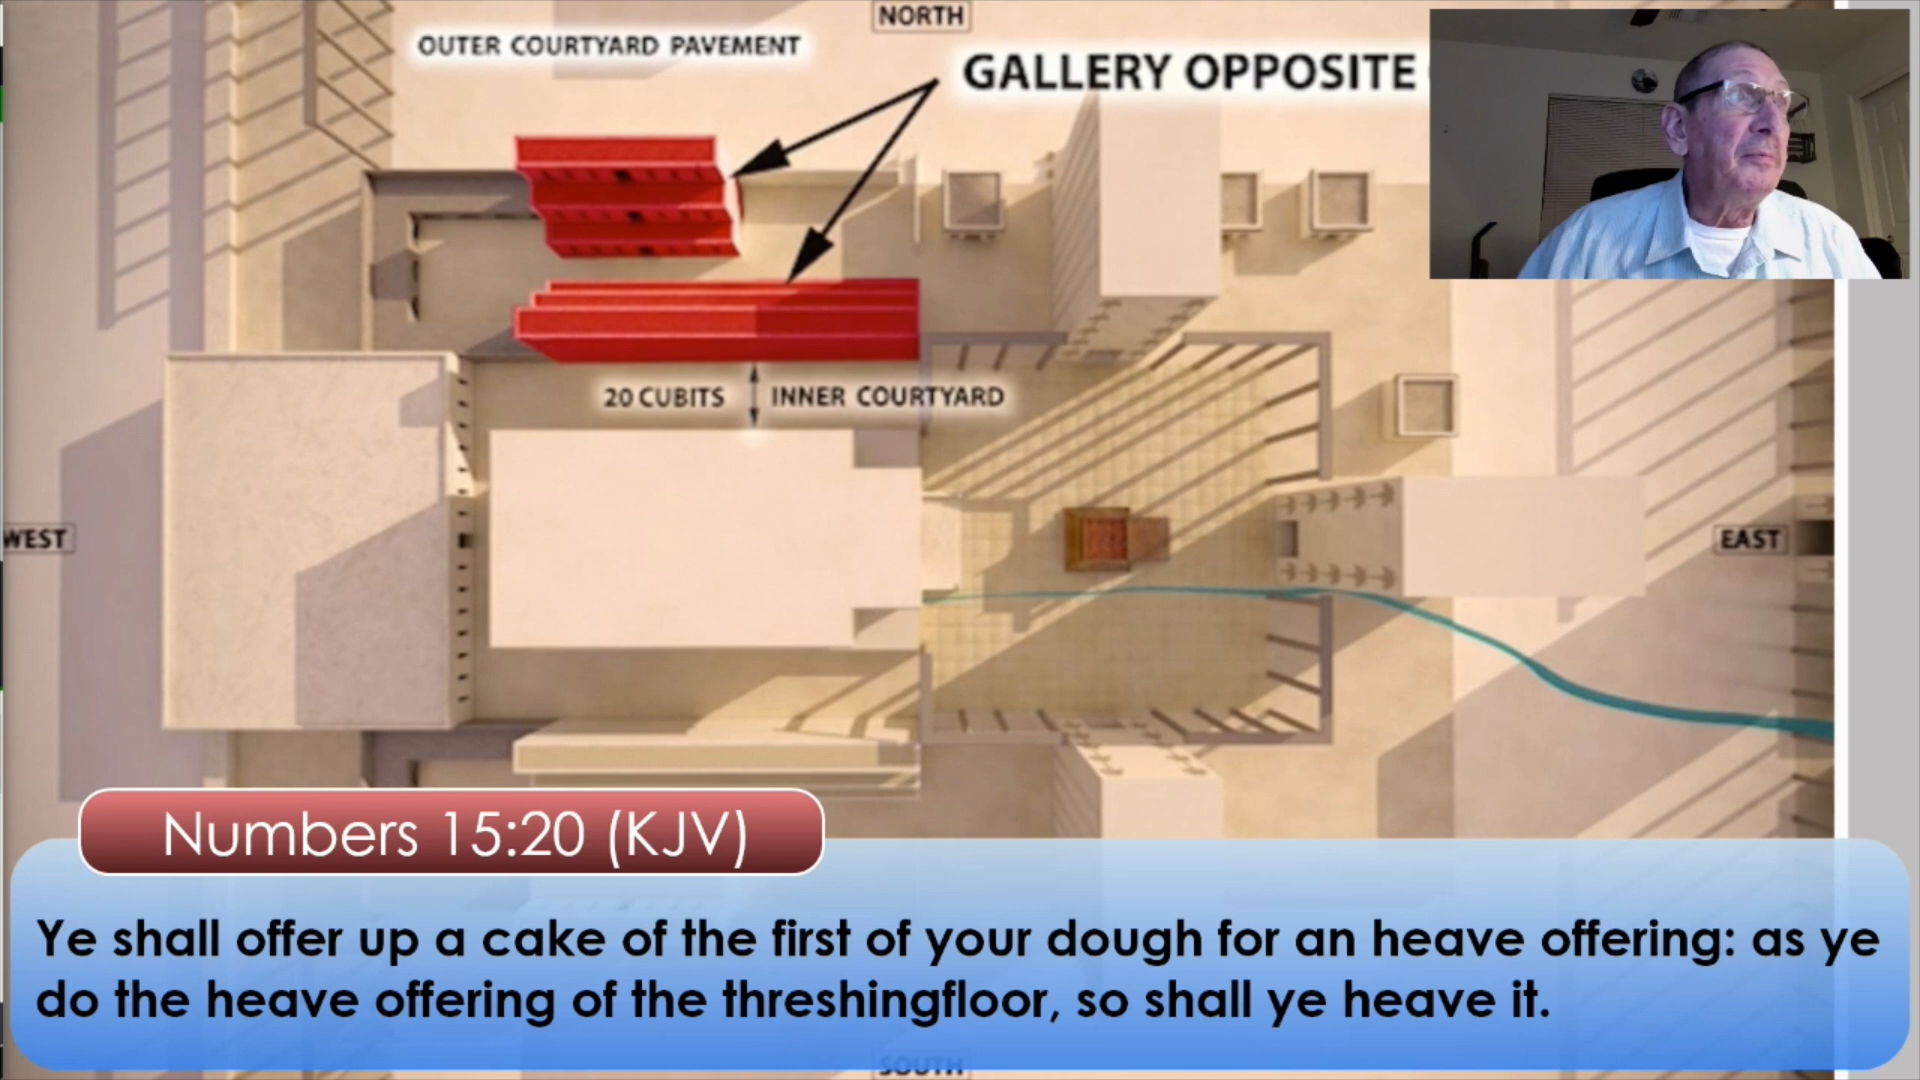 NORTH
OUTER COURTYARD PAVEMENT
GALLERY OPPOSITE
20 CUBITS
INNER COURTYARD
WEST
EAST
Numbers 15:20 (KJV)
Ye shall offer up a cake of the first of your dough for an heave offering: as ye
do the heave offering of the threshingfloor, so shall ye heave it.
SOUTH